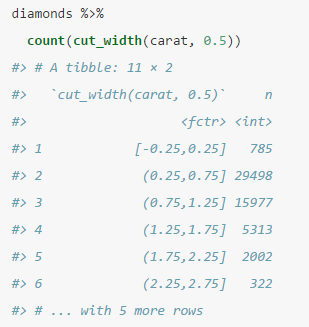 diamonds %>%
  count(cut_width(carat, 0.5))
#> # A tibble: 11 × 2
#>   `cut_width(carat, 0.5)`     n
#>                    <fctr> <int>
#> 1            [-0.25,0.25]   785
#> 2             (0.25,0.75] 29498
#> 3             (0.75,1.25] 15977
#> 4             (1.25,1.75]  5313
#> 5             (1.75,2.25]  2002
#> 6             (2.25,2.75]   322
#> # ... with 5 more rows